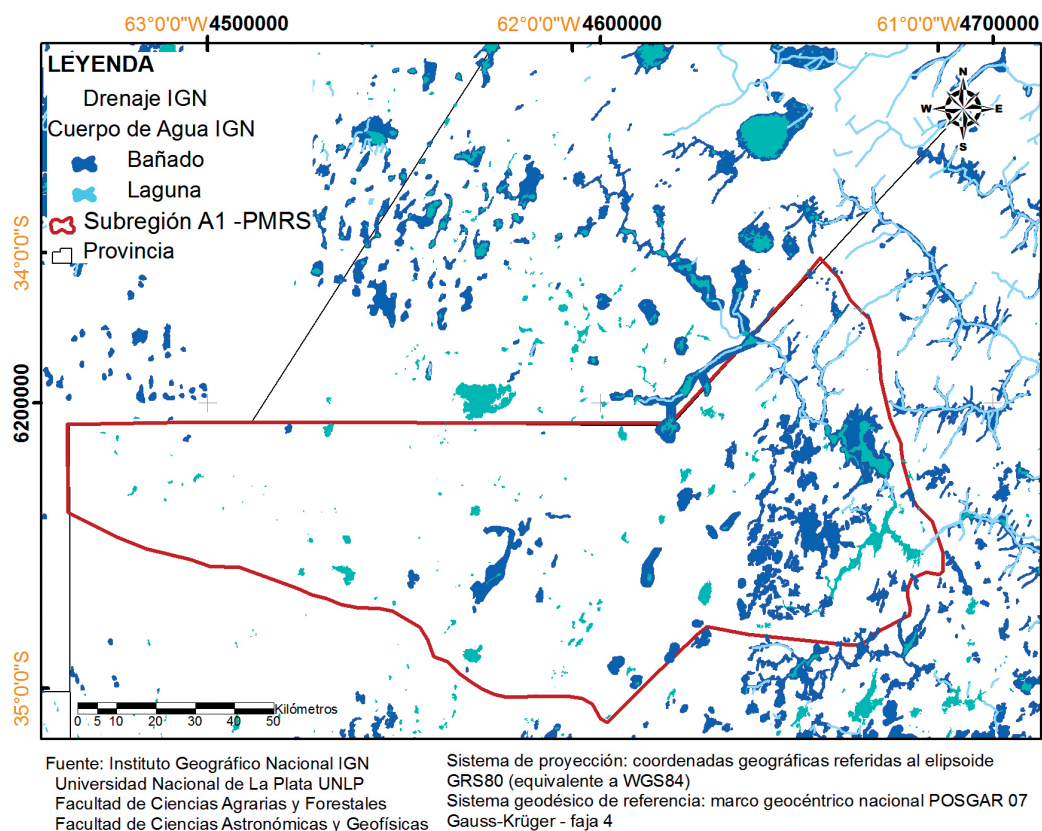 63°0'0"W 4500000 62°0'0"W 4600000 61°0'0"W 4700000
LEYENDA
Drenaje IGN
Cuerpo de Agua IGN
Bañado
Laguna
Subregión A1 -PMRS
Provincia
N
W E
S
34°0'0"S
6200000
35°0'0"S
Kilómetros
0 5 10 20 30 40 50
Fuente: Instituto Geográfico Nacional IGN
Universidad Nacional de La Plata UNLP
Facultad de Ciencias Agrarias y Forestales
Facultad de Ciencias Astronómicas y Geofísicas
Sistema de proyección: coordenadas geográficas referidas al elipsoide
GRS80 (equivalente a WGS84)
Sistema geodésico de referencia: marco geocéntrico nacional POSGAR 07
Gauss-Krüger - faja 4